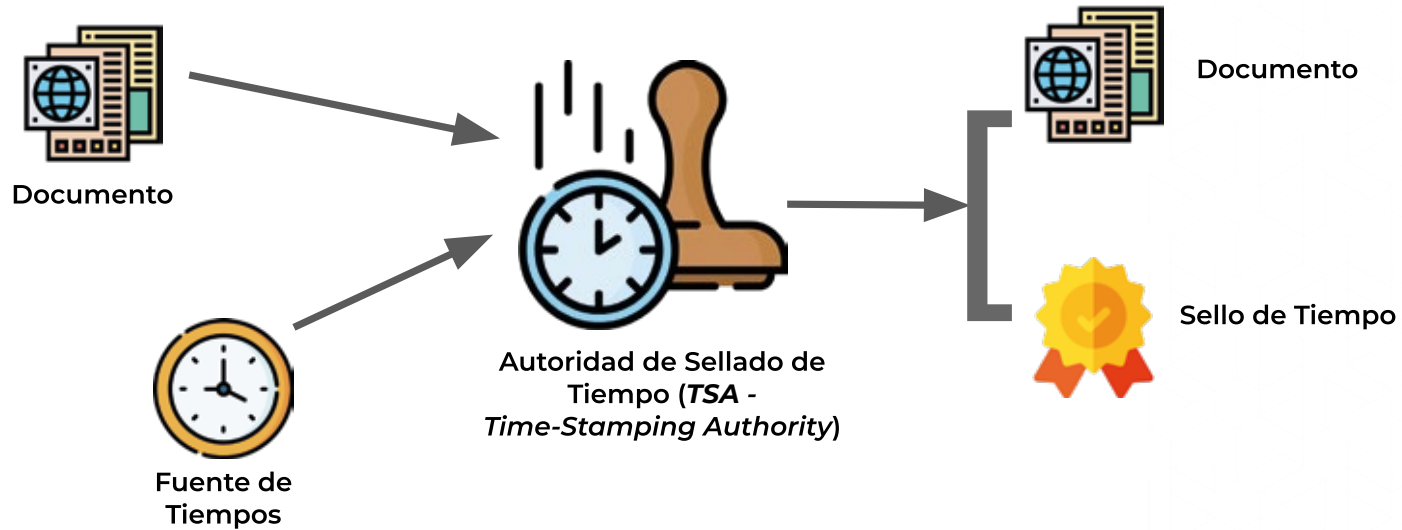 Documento
Fuente de
Tiempos
Autoridad de Sellado de
Tiempo (TSA -
Time-Stamping Authority)
Documento
Sello de Tiempo